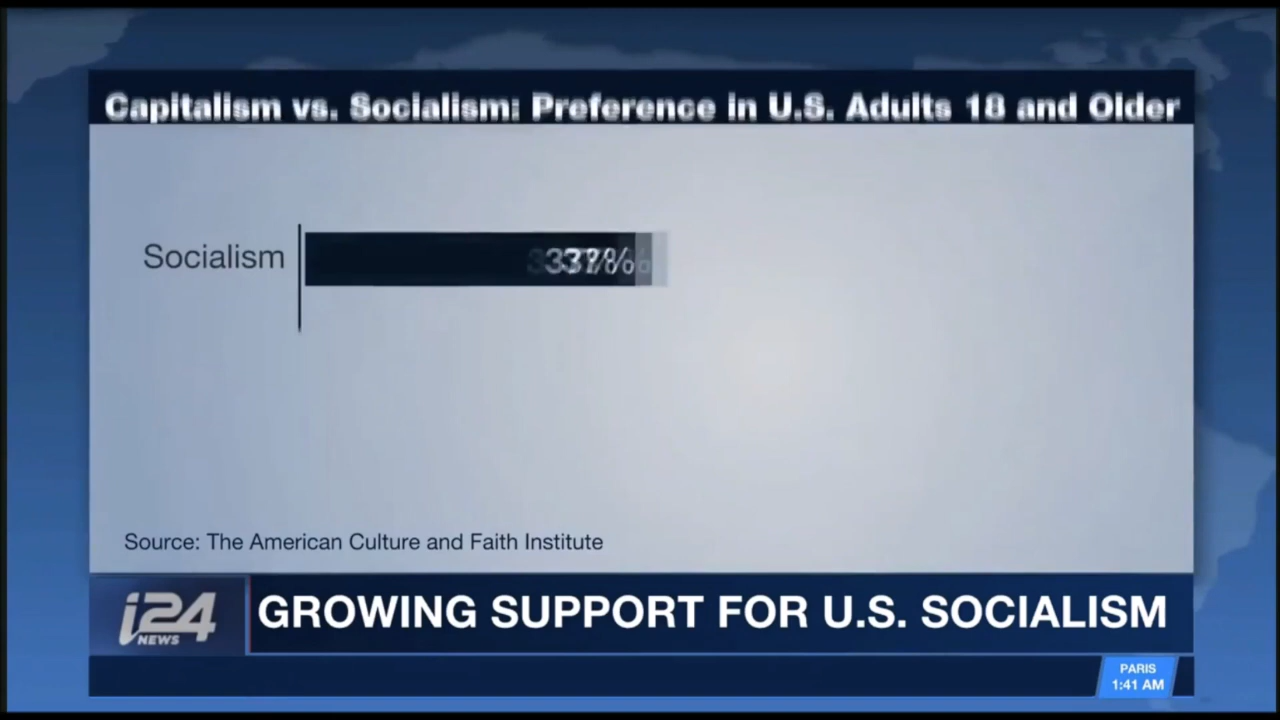 Capitalism vs. Socialism: Preference in U.S. Adults 18 and Older
Socialism
Source: The American Culture and Faith Institute
i24
NEWS
GROWING SUPPORT FOR U.S. SOCIALISM
PARIS
1:41 AM